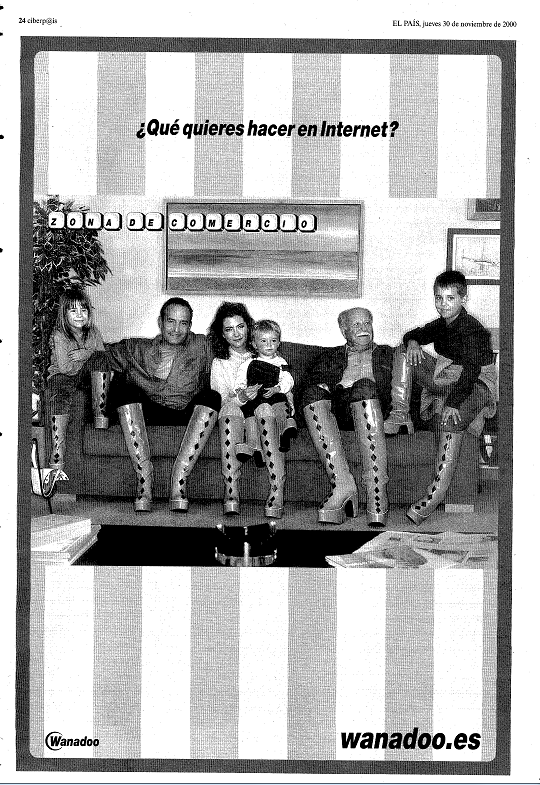 24 ciberp@is
EL PAÍS, jueves 30 de noviembre de 2000
¿Qué quieres hacer en Internet?
ZONA DE COMERCIO
Wanadoo
wanadoo.es